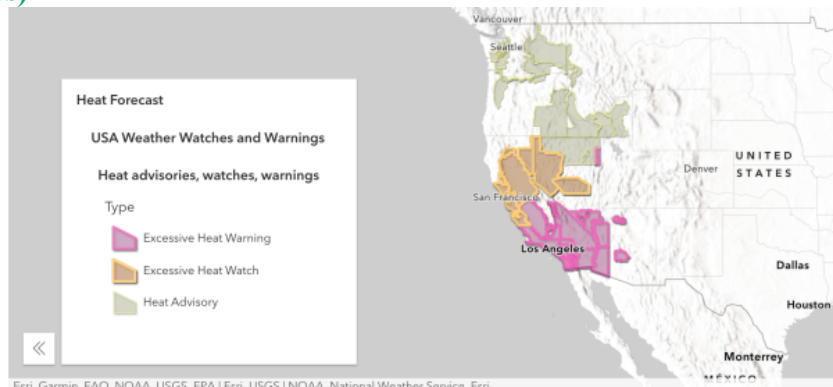 Vancouver
Seattle
Heat Forecast
USA Weather Watches and Warnings
Heat advisories, watches, warnings
Type
Excessive Heat Warning
Excessive Heat Watch
Heat Advisory
UNITED
STATES
Denver
San Francisco
Los Angeles
Dallas
Houston
Monterrey
MÉXICO
Esri, Garmin, FAO, NOAA, USGS, EPA | Esri, USGS | NOAA, National Weather Service, Esri